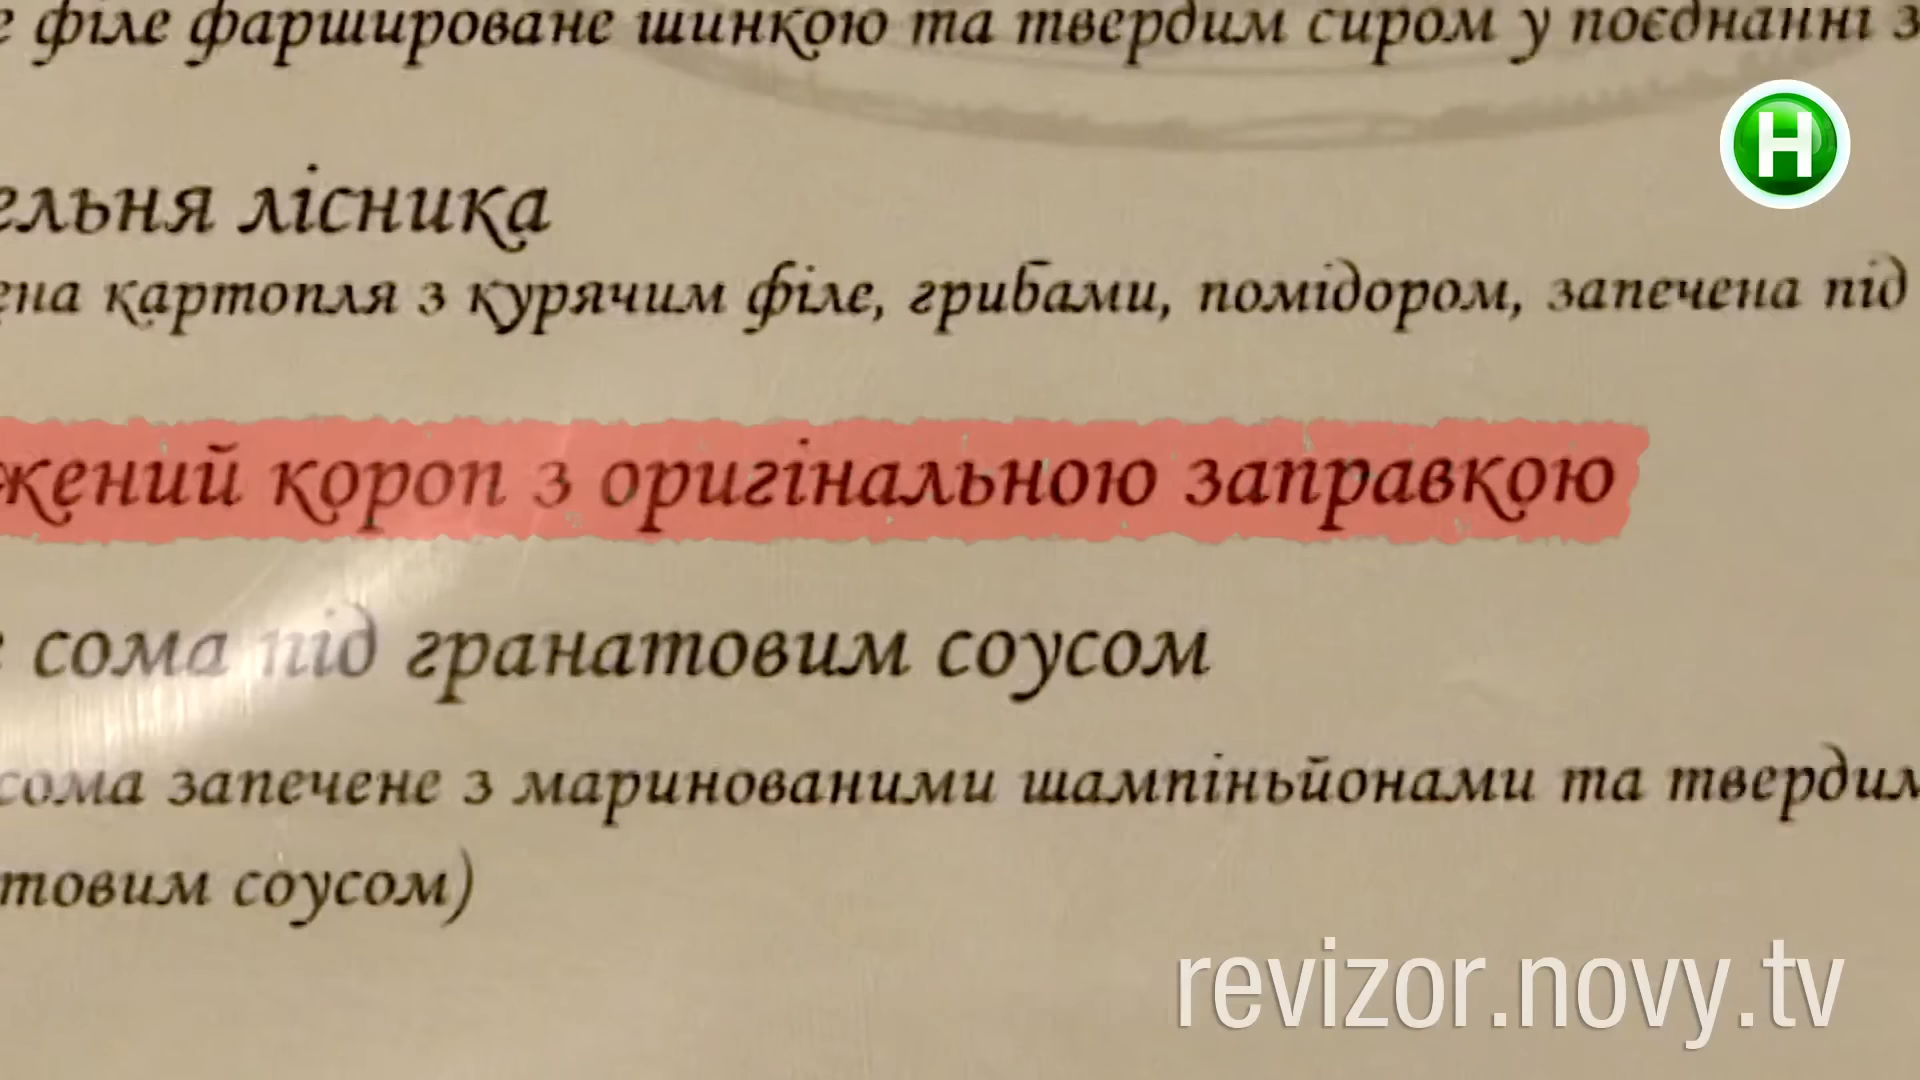 е філе фаршироване шинкою та твердим сиром у поєднанні з
Н
ельня лісника
ена картопля з курячим філе, грибами, помідором, запечена під
жений короп з оригінальною заправкою
е сома під гранатовим соусом
сома запечене з маринованими шампіньйонами та твердим
товим соусом)
revizor.novy.tv